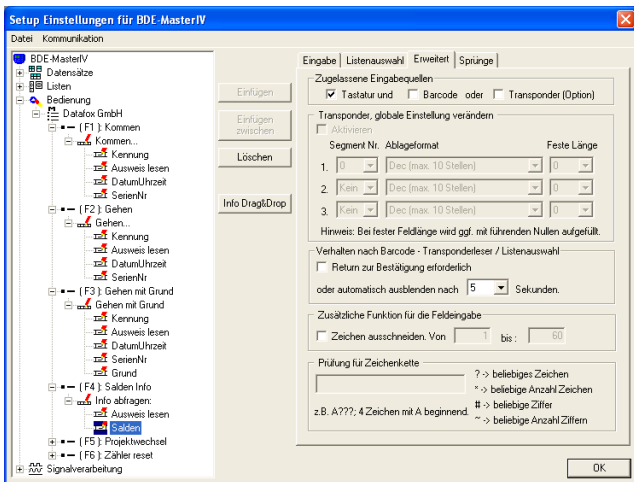 Setup Einstellungen für BDE-MasterIV
Datei Kommunikation
BDE-MasterIV
Datensätze
Listen
Bedienung
Datafox GmbH
(F1): Kommen
Kommen...
Kennung
Ausweis lesen
DatumUhrzeit
SerienNr
(F2): Gehen
Gehen...
Kennung
Ausweis lesen
DatumUhrzeit
SerienNr
(F3): Gehen mit Grund
Gehen mit Grund
Kennung
Ausweis lesen
DatumUhrzeit
SerienNr
Grund
(F4): Salden Info
Info abfragen:
Ausweis lesen
Salden
(F5): Projektwechsel
(F6): Zähler reset
Signalverarbeitung
Einfügen
Einfügen
zwischen
Löschen
Info Drag&Drop
Eingabe Listenauswahl Erweitert Sprünge
Zugelassene Eingabequellen
Tastatur und Barcode oder Transponder (Option)
Transponder, globale Einstellung verändern
Aktivieren
Segment Nr. Ablageformat Feste Länge
1. 0 Dec (max. 10 Stellen) 0
2. Kein Dec (max. 10 Stellen) 0
3. Kein Dec (max. 10 Stellen) 0
Hinweis: Bei fester Feldlänge wird ggf. mit führenden Nullen aufgefüllt.
Verhalten nach Barcode - Transponderleser / Listenauswahl
Return zur Bestätigung erforderlich
oder automatisch ausblenden nach 5 Sekunden.
Zusätzliche Funktion für die Feldeingabe
Zeichen ausschneiden. Von 1 bis: 60
Prüfung für Zeichenkette
? -> beliebiges Zeichen
* -> beliebige Anzahl Zeichen
# -> beliebige Ziffer
~ -> beliebige Anzahl Ziffern
z.B. A???; 4 Zeichen mit A beginnend.
OK